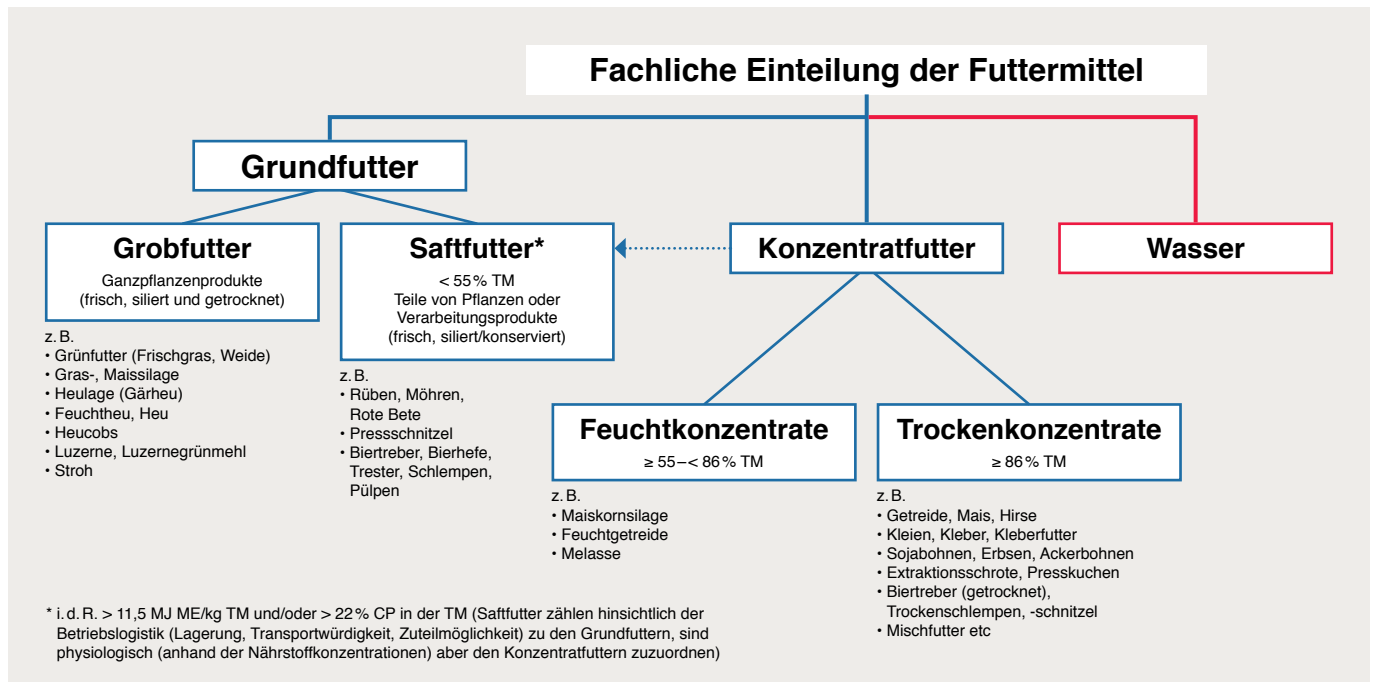 Fachliche Einteilung der Futtermittel
Grundfutter
Grobfutter
Ganzpflanzenprodukte
(frisch, siliert und getrocknet)
z. B.
• Grünfutter (Frischgras, Weide)
• Gras-, Maissilage
• Heulage (Gärheu)
• Feuchtheu, Heu
• Heucobs
• Luzerne, Luzernegrünmehl
• Stroh
Saftfutter*
< 55 % TM
Teile von Pflanzen oder
Verarbeitungsprodukte
(frisch, siliert/konserviert)
z. B.
• Rüben, Möhren,
Rote Bete
• Pressschnitzel
• Biertreber, Bierhefe,
Trester, Schlempen,
Pülpen
Konzentratfutter
Wasser
Feuchtkonzentrate
≥ 55–< 86 % TM
z. B.
• Maiskornsilage
• Feuchtgetreide
• Melasse
Trockenkonzentrate
≥ 86 % TM
z. B.
• Getreide, Mais, Hirse
• Kleien, Kleber, Kleberfutter
• Sojabohnen, Erbsen, Ackerbohnen
• Extraktionsschrote, Presskuchen
• Biertreber (getrocknet),
Trockenschlempen, -schnitzel
• Mischfutter etc
* i. d. R. > 11,5 MJ ME/kg TM und/oder > 22 % CP in der TM (Saftfutter zählen hinsichtlich der
Betriebslogistik (Lagerung, Transportwürdigkeit, Zuteilmöglichkeit) zu den Grundfuttern, sind
physiologisch (anhand der Nährstoffkonzentrationen) aber den Konzentratfuttern zuzuordnen)